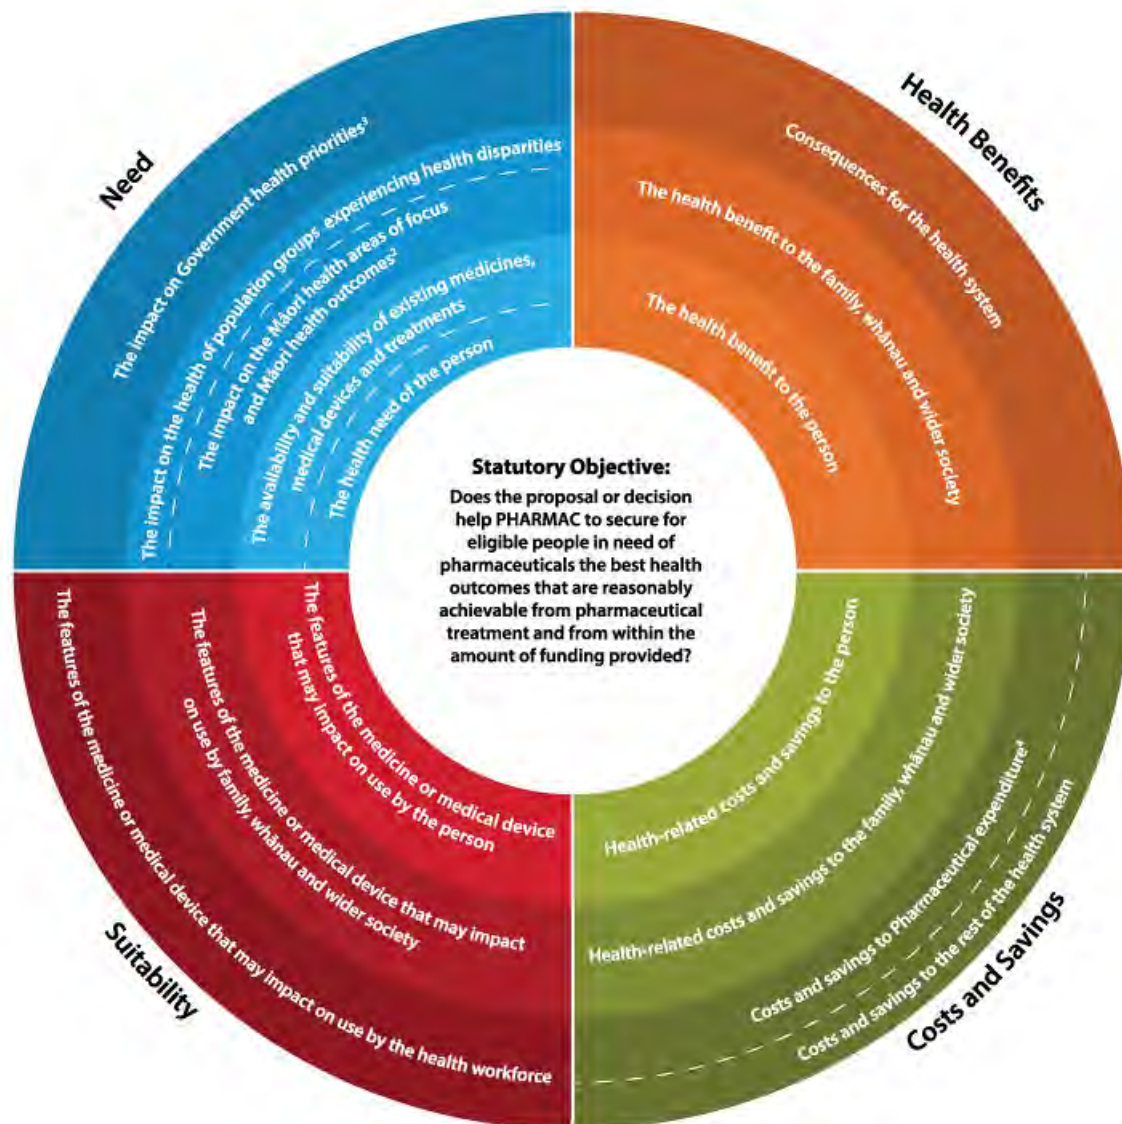 Need
The impact on Government health priorities³
The impact on the health of population groups experiencing health disparities
The impact on the Māori health areas of focus
and Māori health outcomes²
The availability and suitability of existing medicines,
medical devices and treatments
The health need of the person
Health Benefits
Consequences for the health system
The health benefit to the family, whānau and wider society
The health benefit to the person
Statutory Objective:
Does the proposal or decision
help PHARMAC to secure for
eligible people in need of
pharmaceuticals the best health
outcomes that are reasonably
achievable from pharmaceutical
treatment and from within the
amount of funding provided?
Suitability
The features of the medicine or medical device
that may impact on use by the person
The features of the medicine or medical device that may impact
on use by family, whānau and wider society
The features of the medicine or medical device that may impact on use by the health workforce
Costs and Savings
Health-related costs and savings to the person
Health-related costs and savings to the family, whānau and wider society
Costs and savings to Pharmaceutical expenditure⁴
Costs and savings to the rest of the health system